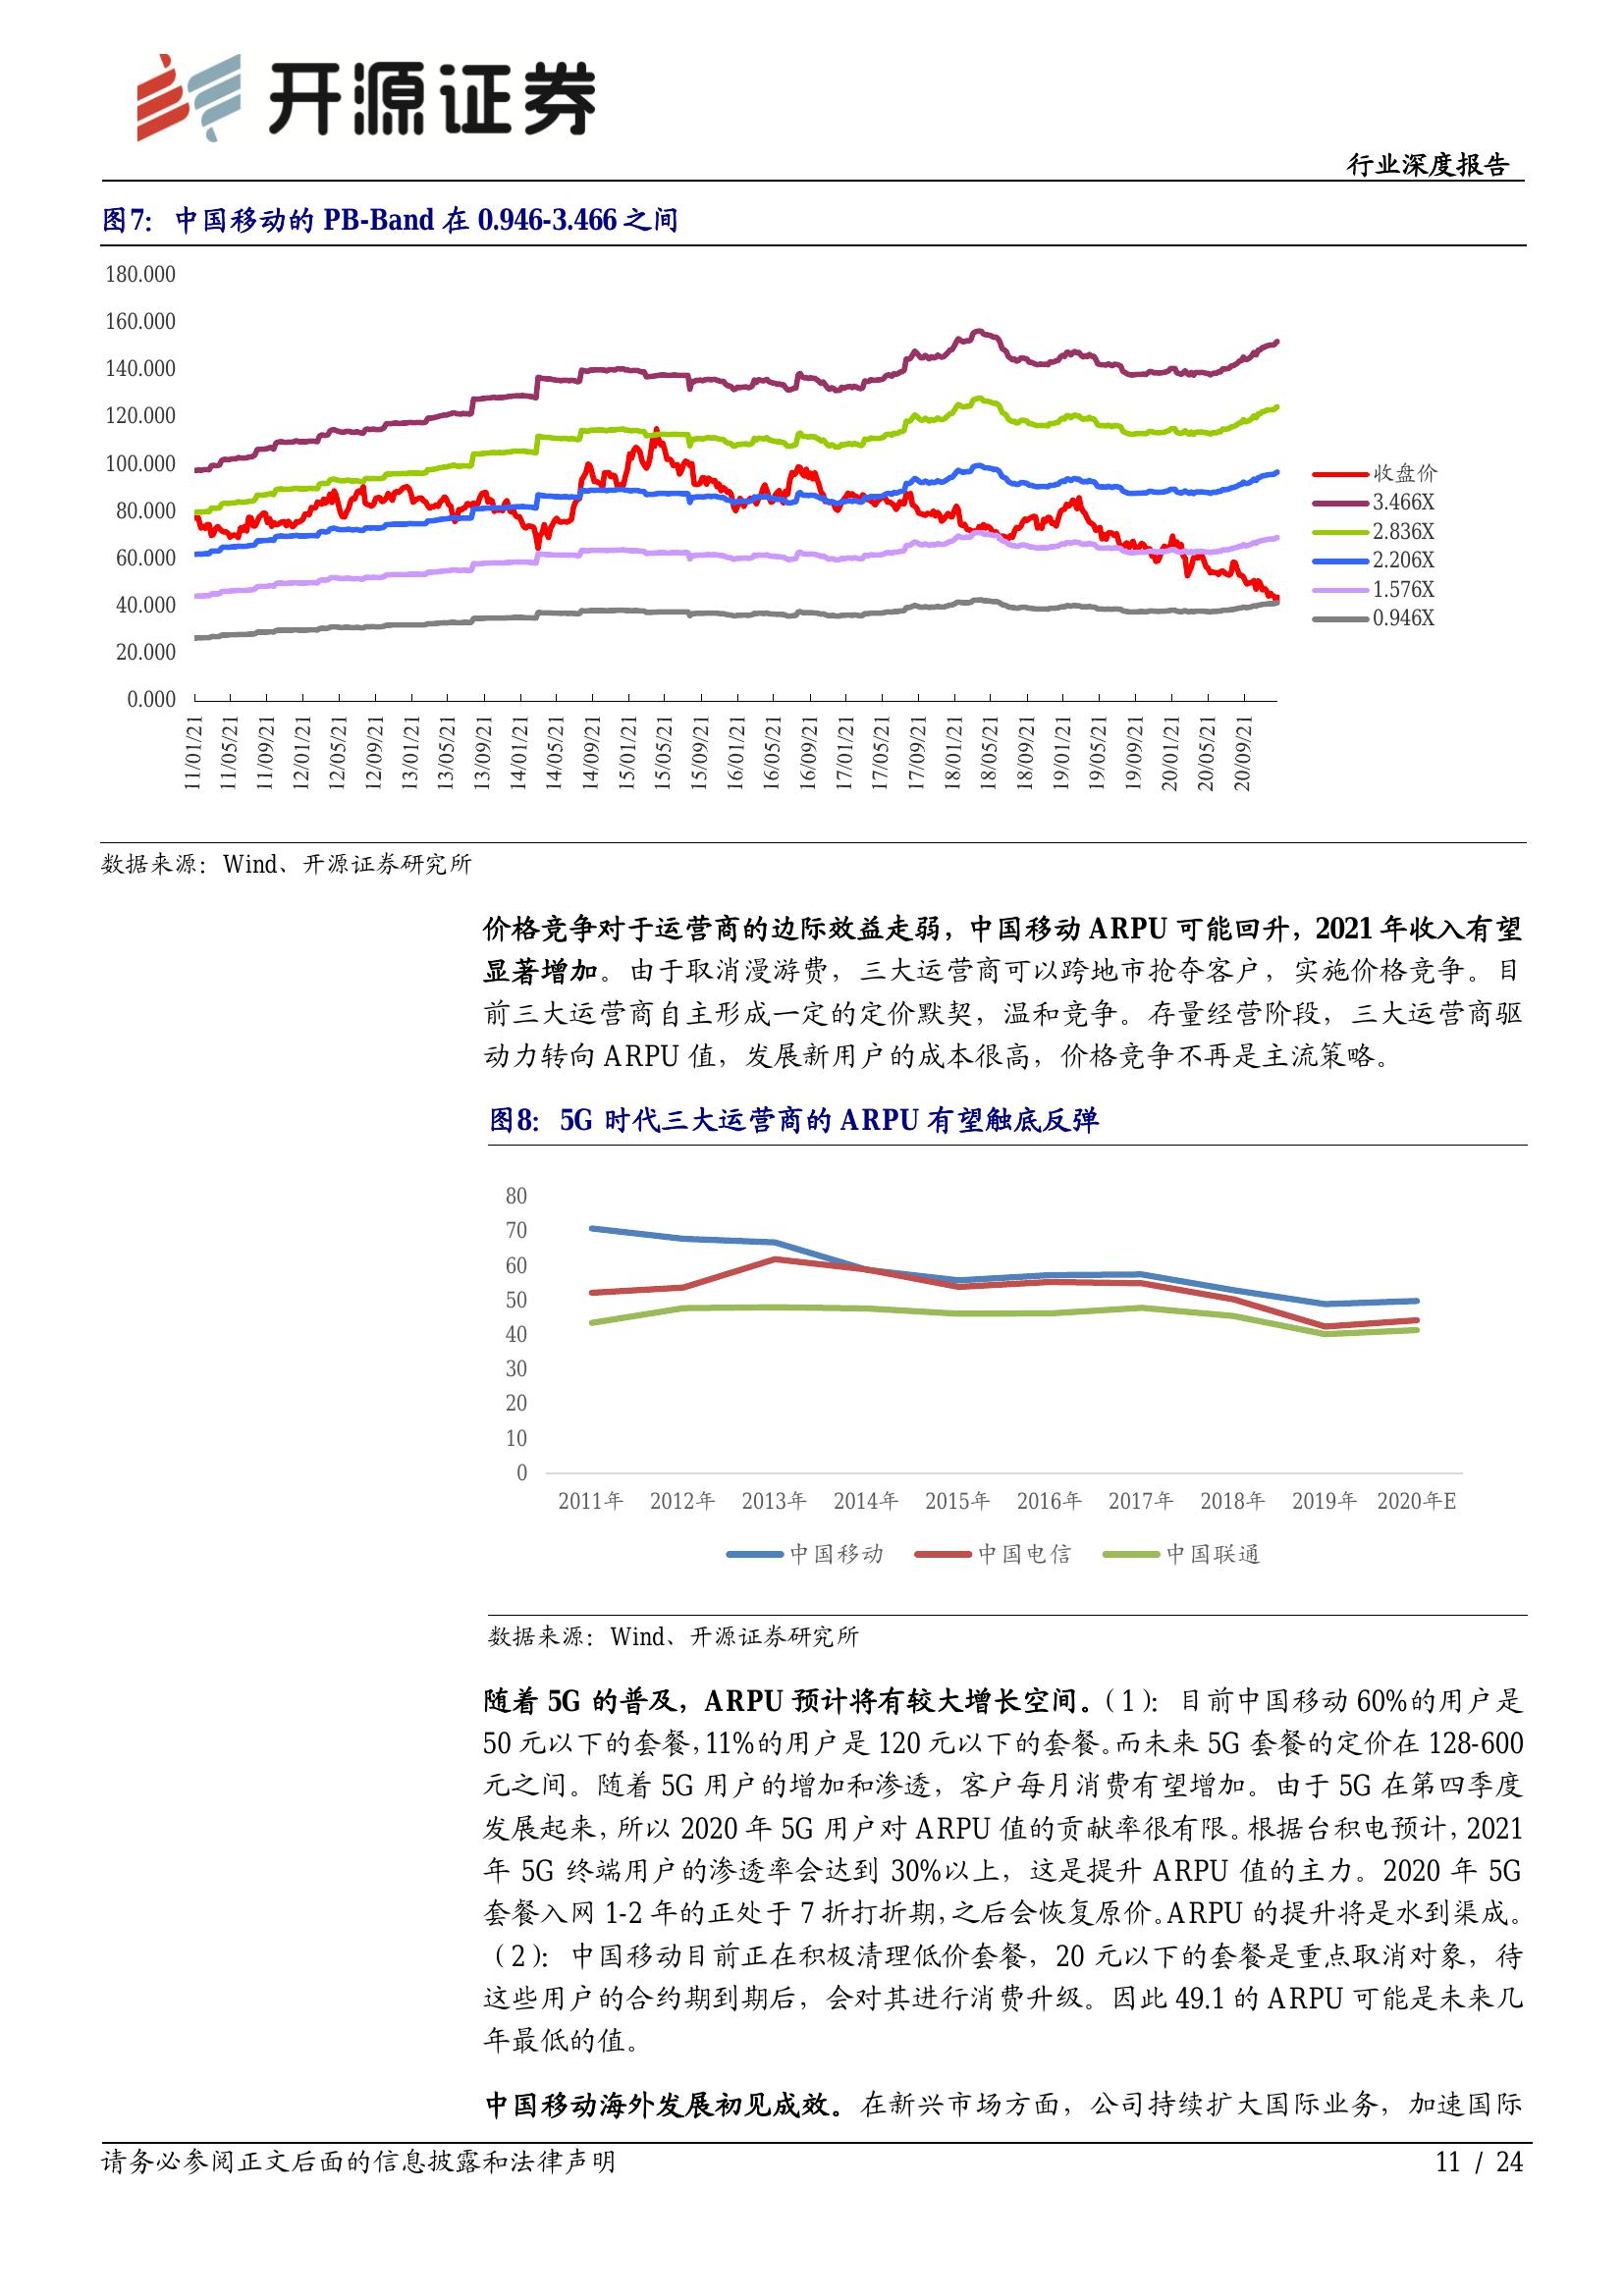 开源证券
行业深度报告
图7：中国移动的 PB-Band 在 0.946-3.466 之间
180.000
160.000
140.000
120.000
100.000
80.000
60.000
40.000
20.000
0.000
收盘价
3.466X
2.836X
2.206X
1.576X
0.946X
11/01/21
11/05/21
11/09/21
12/01/21
12/05/21
12/09/21
13/01/21
13/05/21
13/09/21
14/01/21
14/05/21
14/09/21
15/01/21
15/05/21
15/09/21
16/01/21
16/05/21
16/09/21
17/01/21
17/05/21
17/09/21
18/01/21
18/05/21
18/09/21
19/01/21
19/05/21
19/09/21
20/01/21
20/05/21
20/09/21
数据来源：Wind、开源证券研究所
价格竞争对于运营商的边际效益走弱，中国移动 ARPU 可能回升，2021 年收入有望
显著增加。由于取消漫游费，三大运营商可以跨地市抢夺客户，实施价格竞争。目
前三大运营商自主形成一定的定价默契，温和竞争。存量经营阶段，三大运营商驱
动力转向 ARPU 值，发展新用户的成本很高，价格竞争不再是主流策略。
图8：5G 时代三大运营商的 ARPU 有望触底反弹
80
70
60
50
40
30
20
10
0
2011年 2012年 2013年 2014年 2015年 2016年 2017年 2018年 2019年 2020年E
中国移动 中国电信 中国联通
数据来源：Wind、开源证券研究所
随着 5G 的普及，ARPU 预计将有较大增长空间。（1）：目前中国移动 60%的用户是
50 元以下的套餐，11%的用户是 120 元以下的套餐。而未来 5G 套餐的定价在 128-600
元之间。随着 5G 用户的增加和渗透，客户每月消费有望增加。由于 5G 在第四季度
发展起来，所以 2020 年 5G 用户对 ARPU 值的贡献率很有限。根据台积电预计，2021
年 5G 终端用户的渗透率会达到 30%以上，这是提升 ARPU 值的主力。2020 年 5G
套餐入网 1-2 年的正处于 7 折打折期，之后会恢复原价。ARPU 的提升将是水到渠成。
（2）：中国移动目前正在积极清理低价套餐，20 元以下的套餐是重点取消对象，待
这些用户的合约期到期后，会对其进行消费升级。因此 49.1 的 ARPU 可能是未来几
年最低的值。
中国移动海外发展初见成效。在新兴市场方面，公司持续扩大国际业务，加速国际
请务必参阅正文后面的信息披露和法律声明
11 / 24